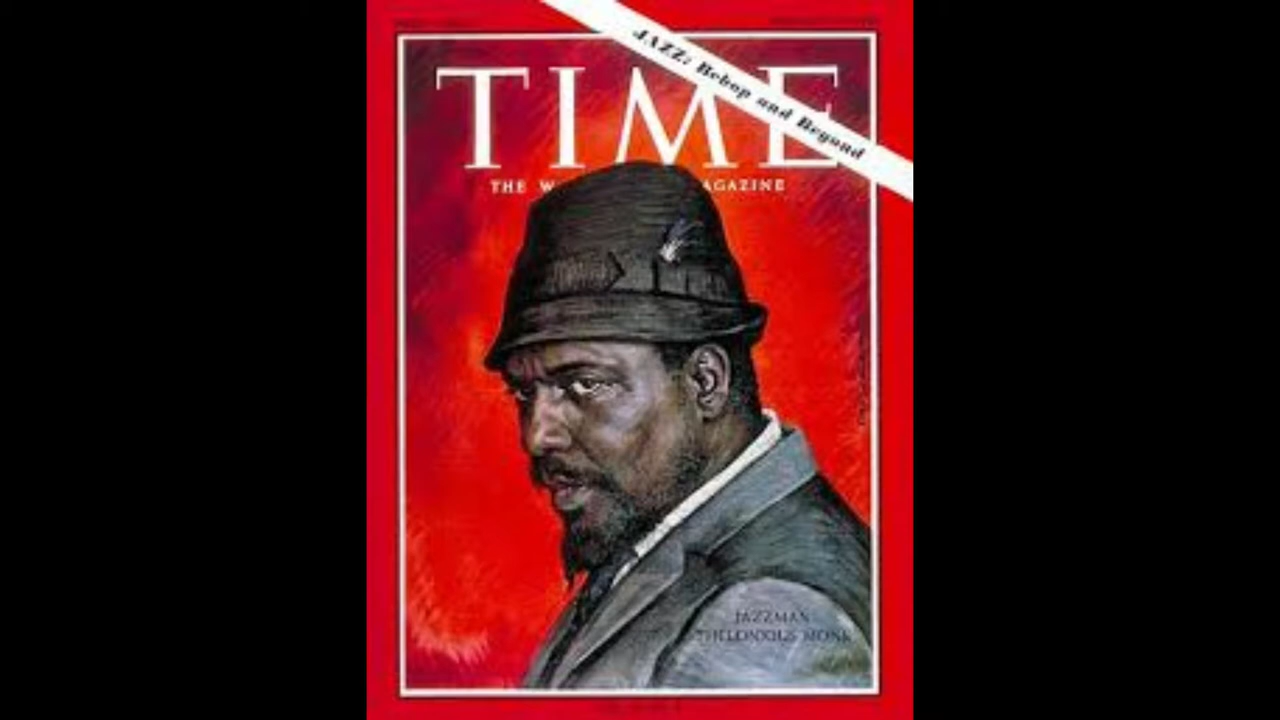 JAZZ: Bebop and Beyond
TIME
THE W AGAZINE
JAZZMAN
THELONIOUS MONK